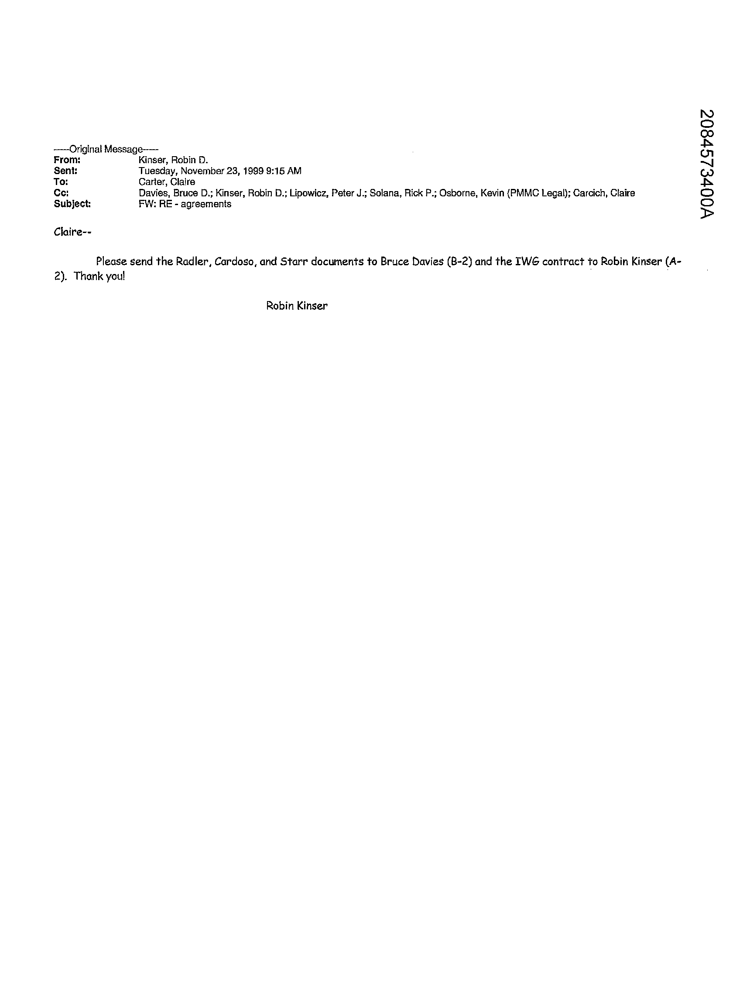 -----Original Message-----
From: Kinser, Robin D.
Sent: Tuesday, November 23, 1999 9:15 AM
To: Carter, Claire
Cc: Davies, Bruce D.; Kinser, Robin D.; Lipowicz, Peter J.; Solana, Rick P.; Osborne, Kevin (PMMC Legal); Carcich, Claire
Subject: FW: RE - agreements
Claire--
Please send the Radler, Cardoso, and Starr documents to Bruce Davies (B-2) and the IWG contract to Robin Kinser (A-
2). Thank you!
Robin Kinser
2084573400A